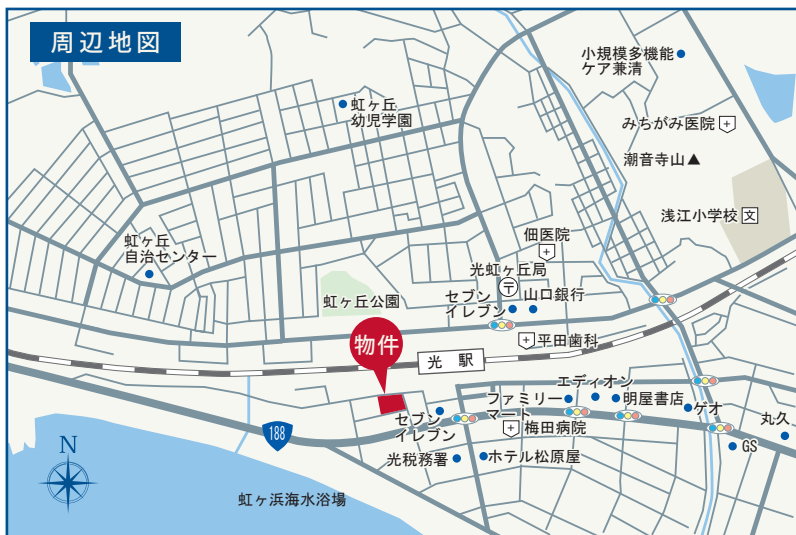 周辺地図
小規模多機能
ケア兼清
虹ヶ丘
幼児学園
みちがみ医院
潮音寺山▲
浅江小学校 文
虹ヶ丘
自治センター
佃医院
光虹ヶ丘局
〒
虹ヶ丘公園
セブン
イレブン
山口銀行
物件
平田歯科
光駅
エディオン
ファミリー
マート
明屋書店
ゲオ
セブン
イレブン
梅田病院
丸久
188
GS
光税務署
ホテル松原屋
N
虹ヶ浜海水浴場